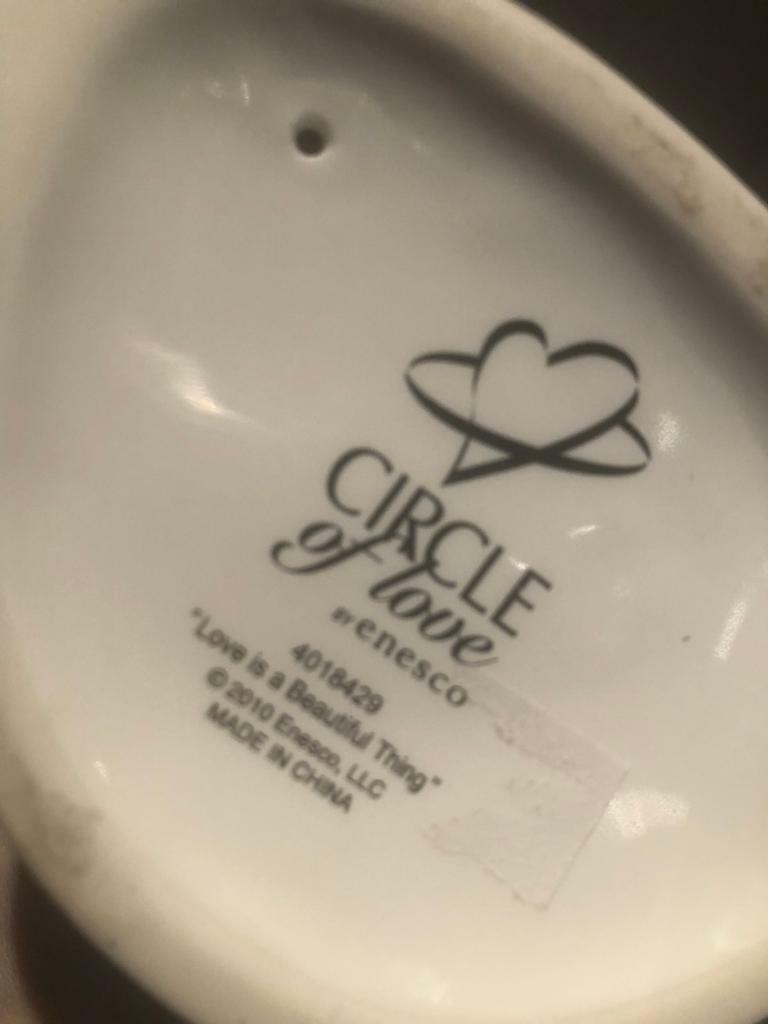 CIRCLE
of love
BY enesco
4018429
"Love is a Beautiful Thing"
© 2010 Enesco, LLC
MADE IN CHINA